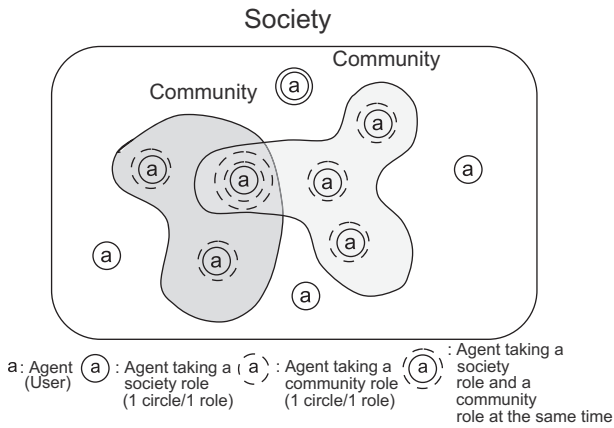 Society
Community
Community
a
a
a
a
a
a
a
a
a
a
a: Agent
(User)
a : Agent taking a
society role
(1 circle/1 role)
a : Agent taking a
community role
(1 circle/1 role)
a : Agent taking a
society
role and a
community
role at the same time